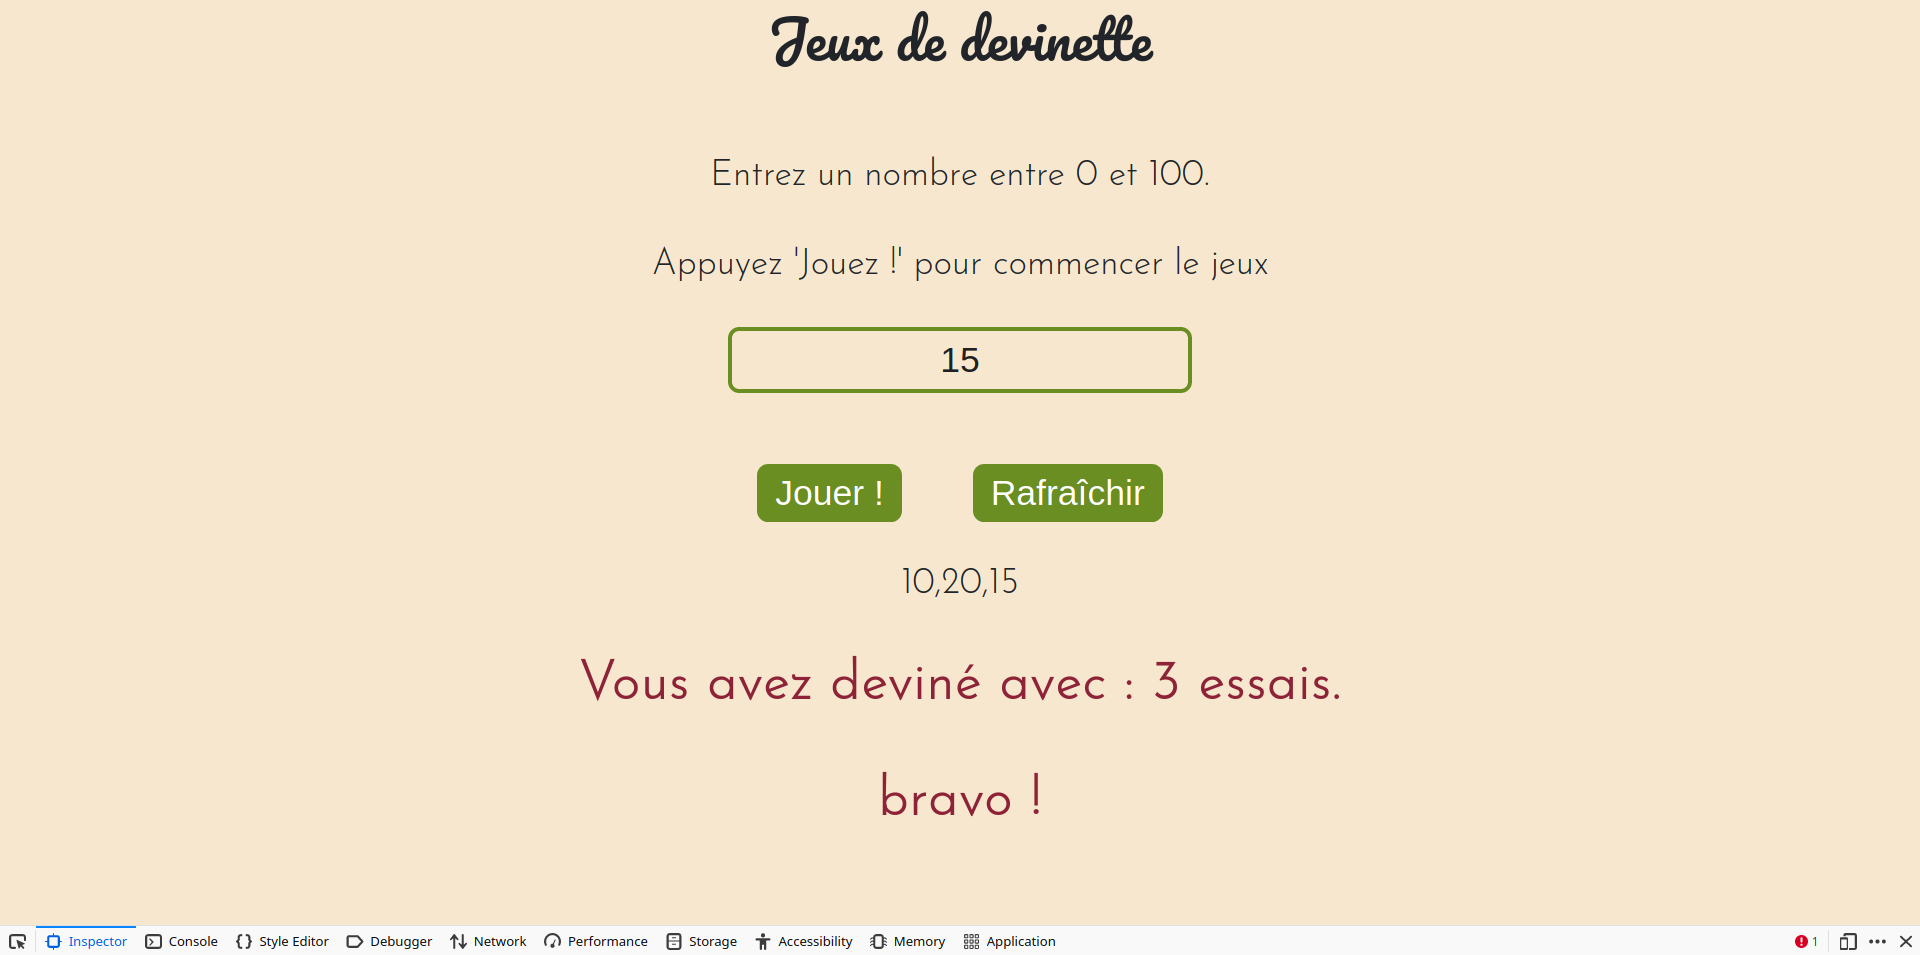 Jeux de devinette
Entrez un nombre entre 0 et 100.
Appuyez 'Jouez !' pour commencer le jeux
15
Jouer ! Rafraîchir
10,20,15
Vous avez deviné avec : 3 essais.
bravo !
Inspector Console Style Editor Debugger Network Performance Storage Accessibility Memory Application 1